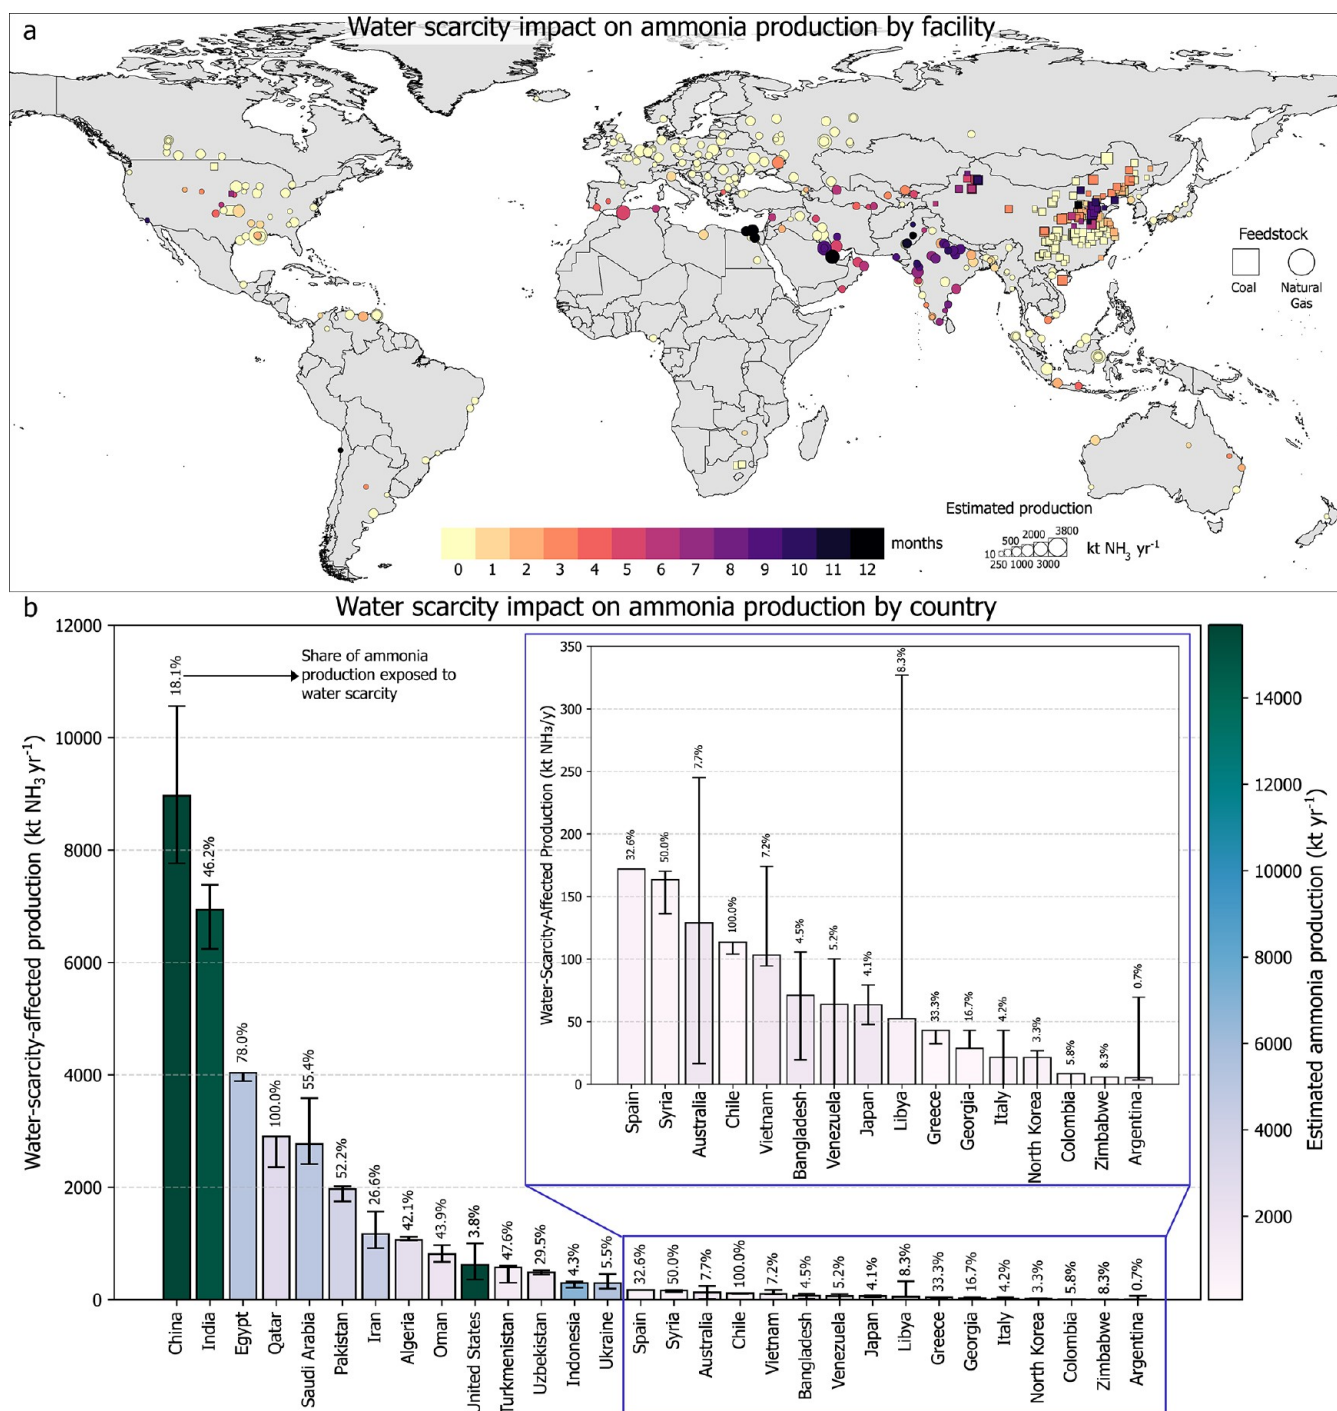 a
Water scarcity impact on ammonia production by facility
Feedstock
Coal
Natural
Gas
Estimated production
500 2000 3800
10
250 1000 3000
kt NH₃ yr⁻¹
months
0 1 2 3 4 5 6 7 8 9 10 11 12
b
Water scarcity impact on ammonia production by country
Water-scarcity-affected production (kt NH₃ yr⁻¹)
12000
10000
8000
6000
4000
2000
0
Share of ammonia
production exposed to
water scarcity
18.1%
46.2%
78.0%
100.0%
55.4%
52.2%
26.6%
42.1%
43.9%
3.8%
47.6%
29.5%
4.3%
5.5%
32.6%
50.0%
7.7%
100.0%
7.2%
4.5%
5.2%
4.1%
8.3%
33.3%
16.7%
4.2%
3.3%
5.8%
8.3%
0.7%
China
India
Egypt
Qatar
Saudi Arabia
Pakistan
Iran
Algeria
Oman
United States
Turkmenistan
Uzbekistan
Indonesia
Ukraine
Spain
Syria
Australia
Chile
Vietnam
Bangladesh
Venezuela
Japan
Libya
Greece
Georgia
Italy
North Korea
Colombia
Zimbabwe
Argentina
Water-Scarcity-Affected Production (kt NH₃/y)
350
300
250
200
150
100
50
0
32.6%
50.0%
7.7%
100.0%
7.2%
4.5%
5.2%
4.1%
8.3%
33.3%
16.7%
4.2%
3.3%
5.8%
8.3%
0.7%
Spain
Syria
Australia
Chile
Vietnam
Bangladesh
Venezuela
Japan
Libya
Greece
Georgia
Italy
North Korea
Colombia
Zimbabwe
Argentina
14000
12000
10000
8000
6000
4000
2000
Estimated ammonia production (kt yr⁻¹)